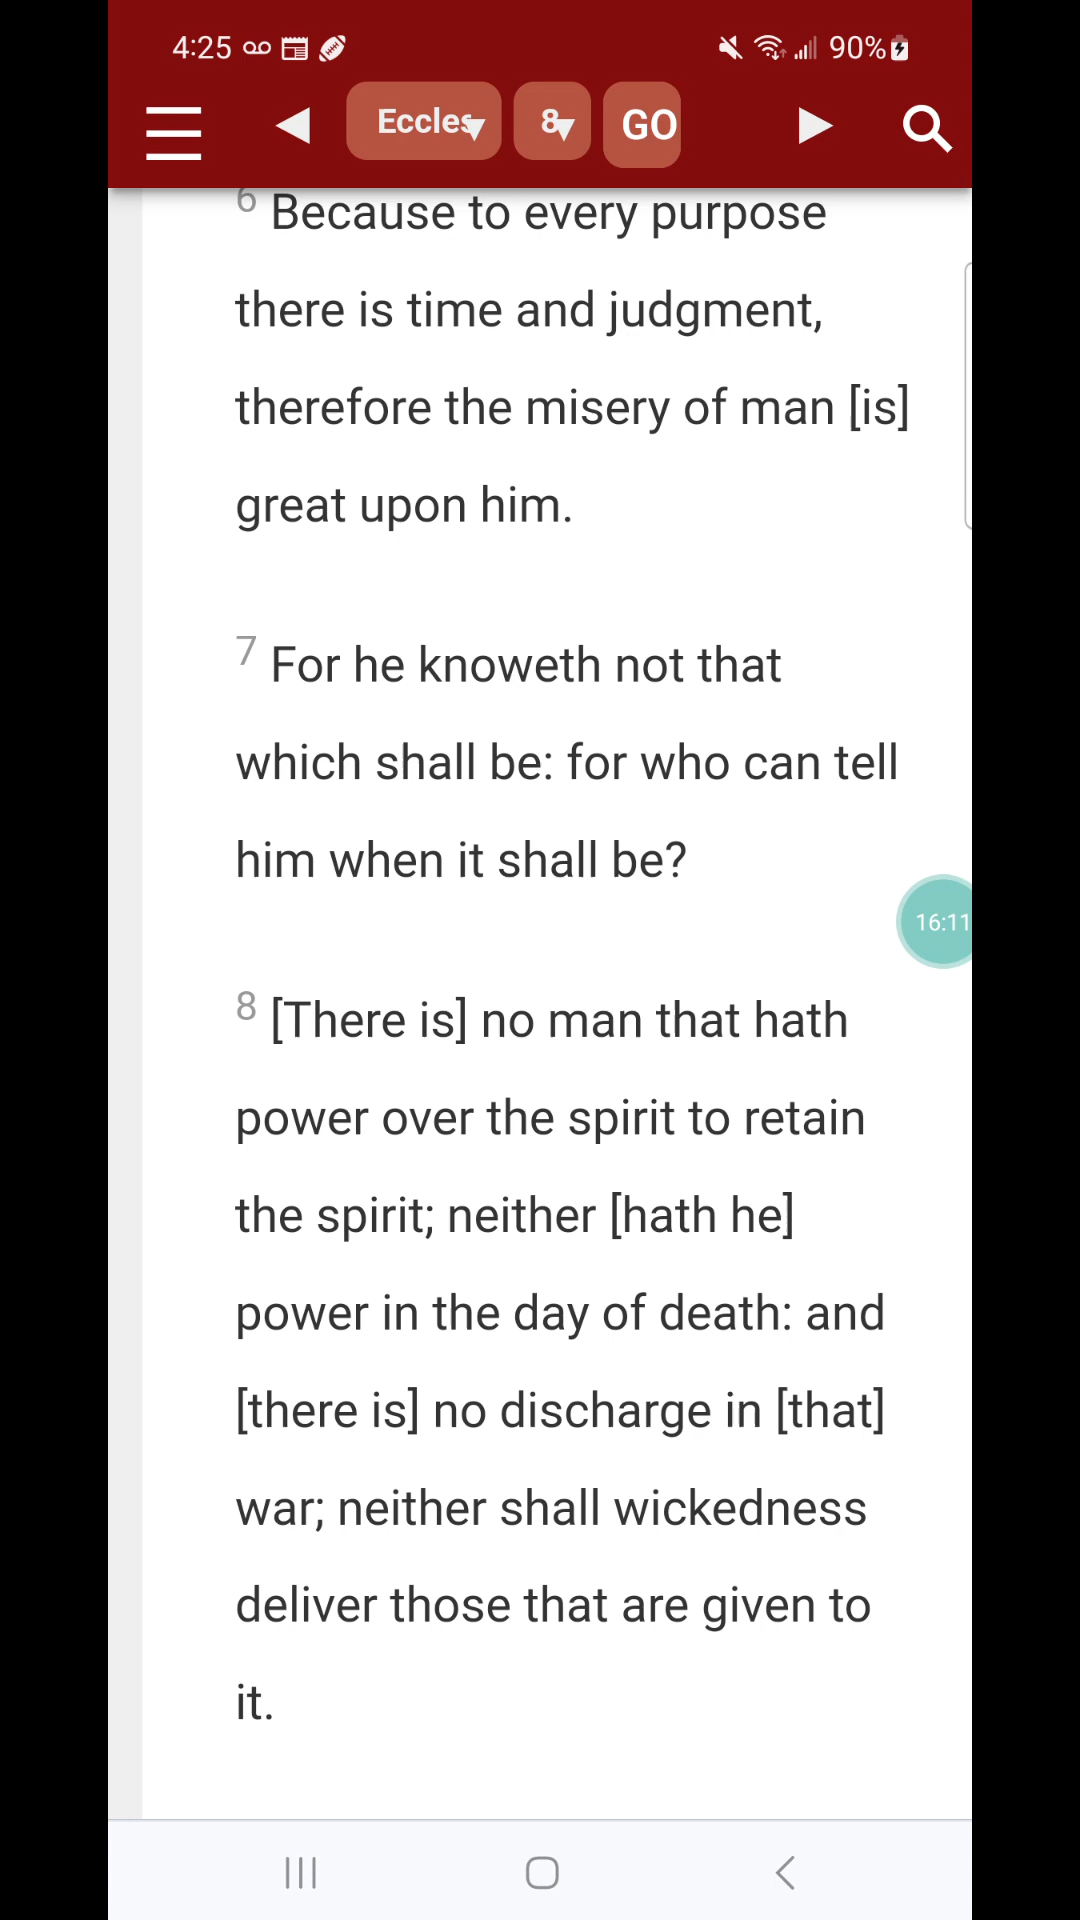 4:25 90%
Eccles 8 GO
6 Because to every purpose
there is time and judgment,
therefore the misery of man [is]
great upon him.
7 For he knoweth not that
which shall be: for who can tell
him when it shall be?
16:11
8 [There is] no man that hath
power over the spirit to retain
the spirit; neither [hath he]
power in the day of death: and
[there is] no discharge in [that]
war; neither shall wickedness
deliver those that are given to
it.